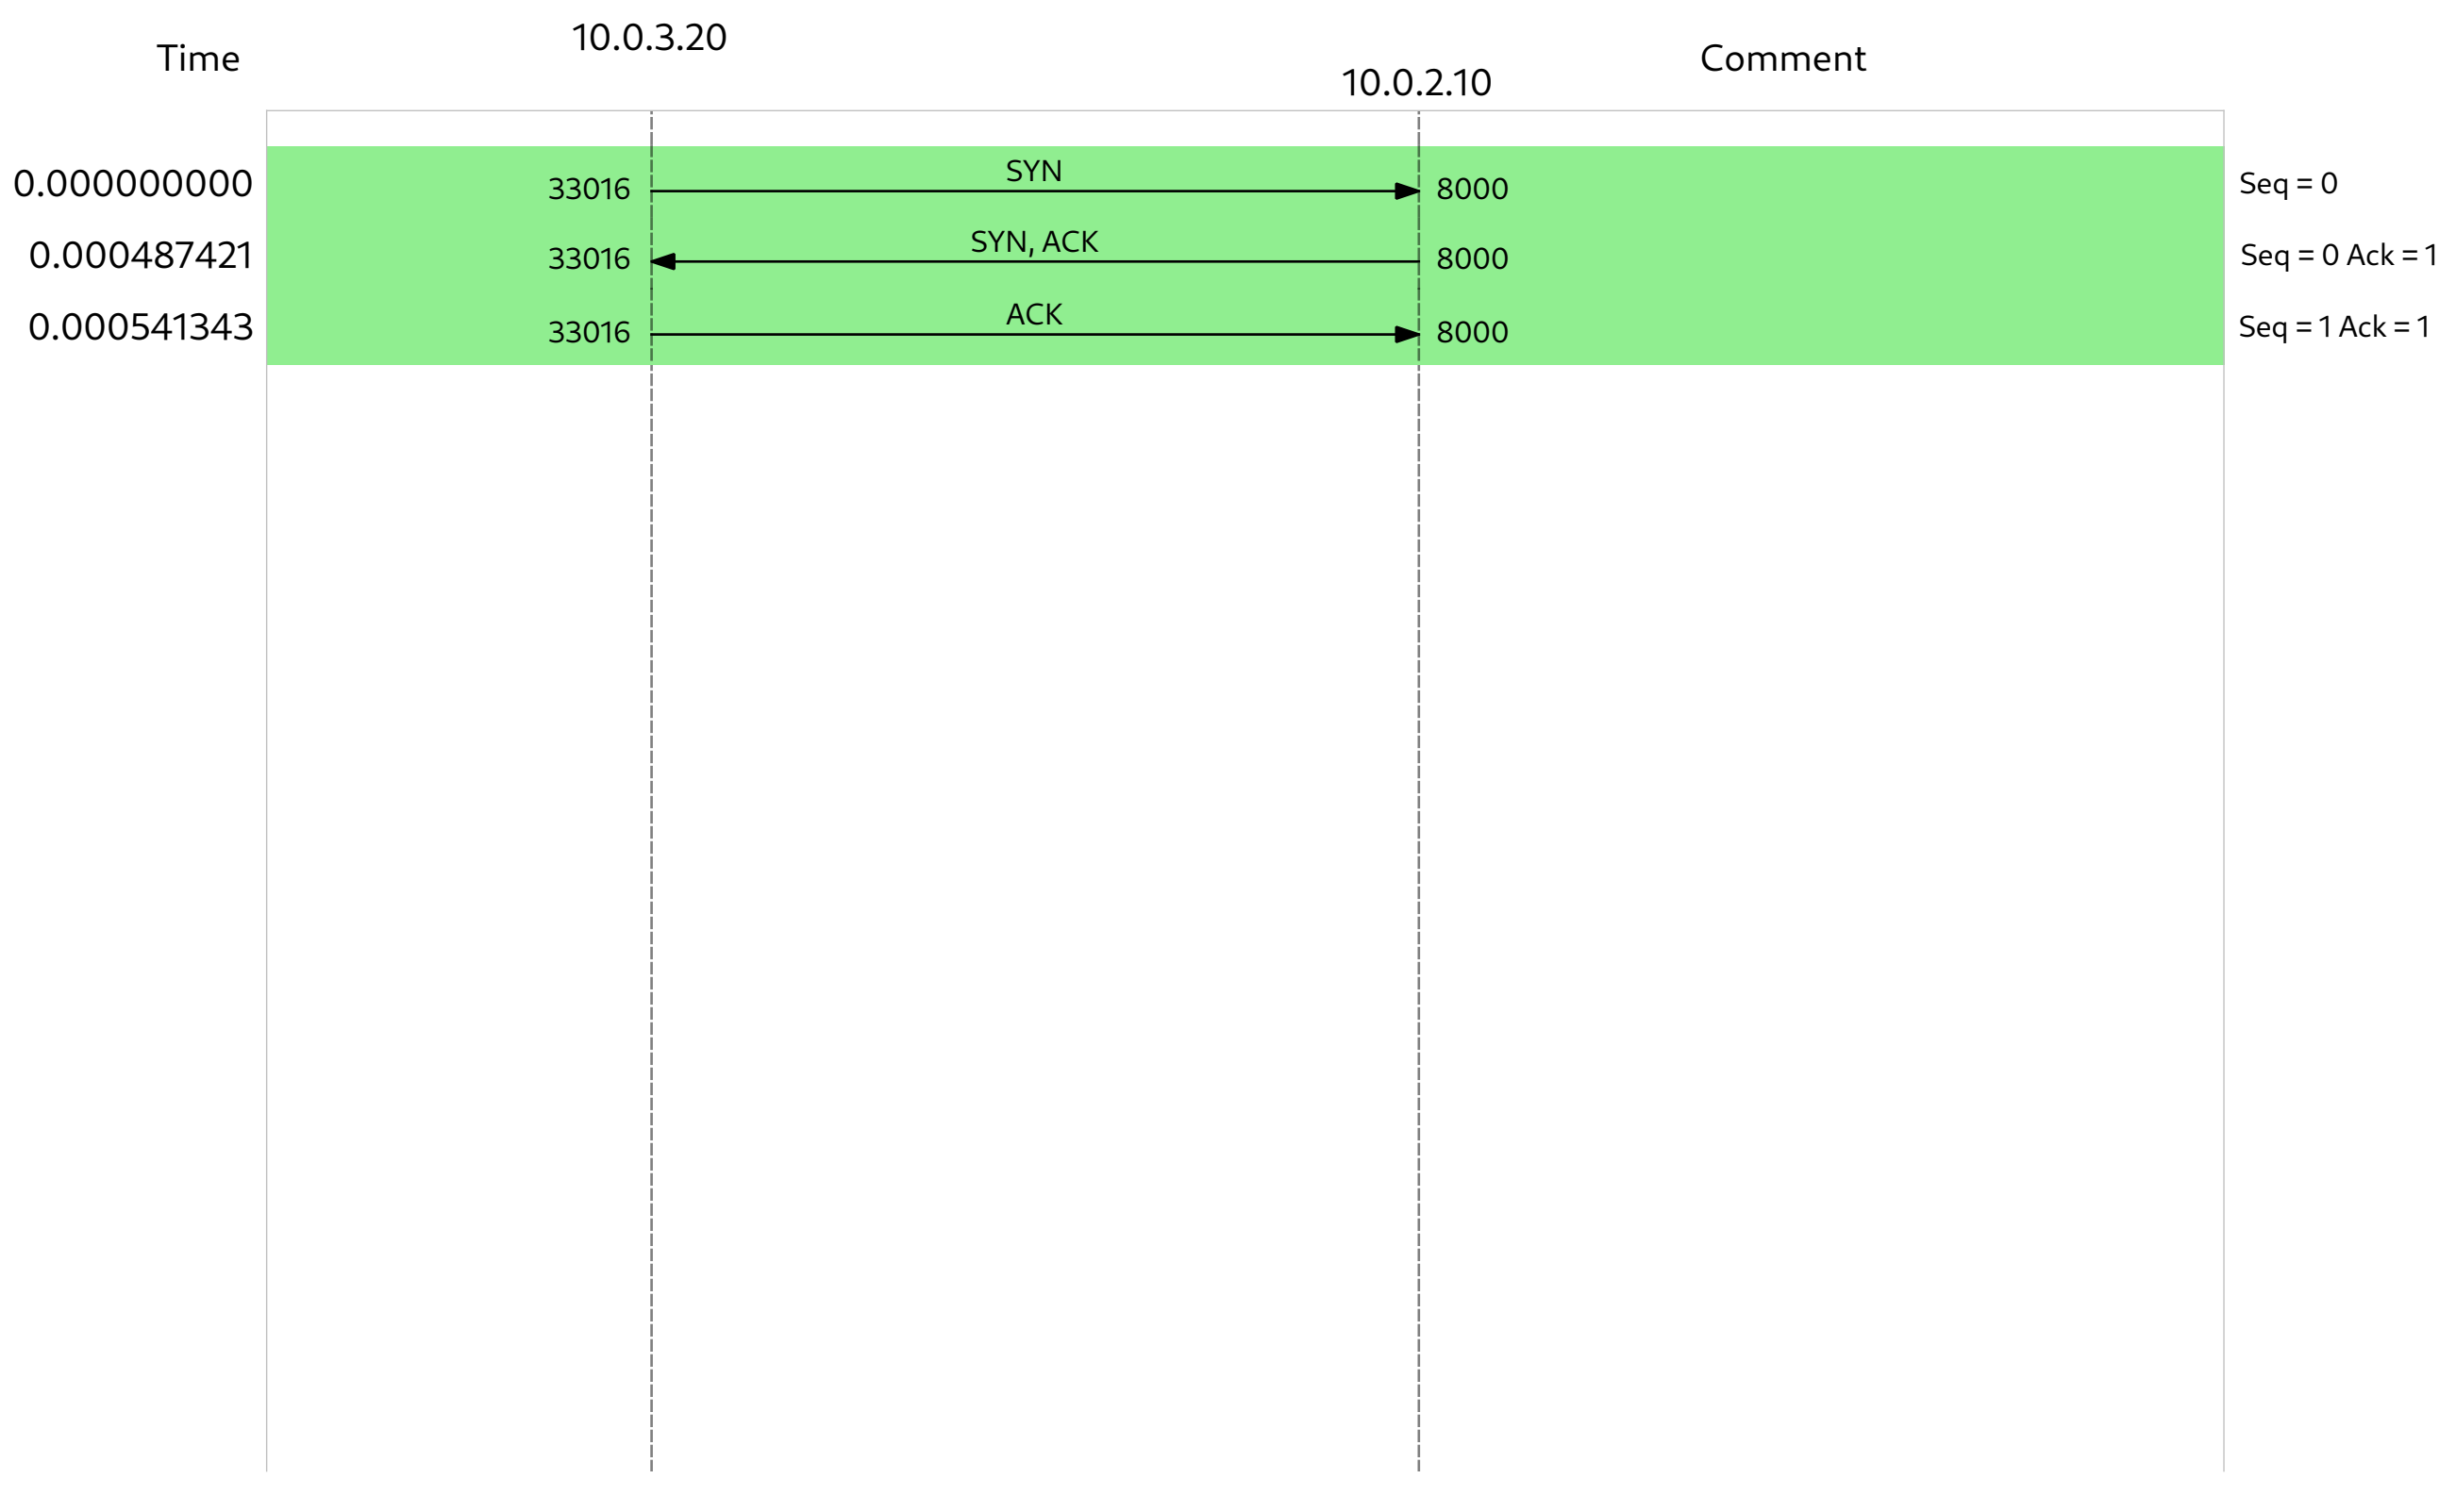 Time 10.0.3.20 10.0.2.10 Comment
SYN
0.000000000 33016 8000 Seq = 0
SYN, ACK
0.000487421 33016 8000 Seq = 0 Ack = 1
ACK
0.000541343 33016 8000 Seq = 1 Ack = 1